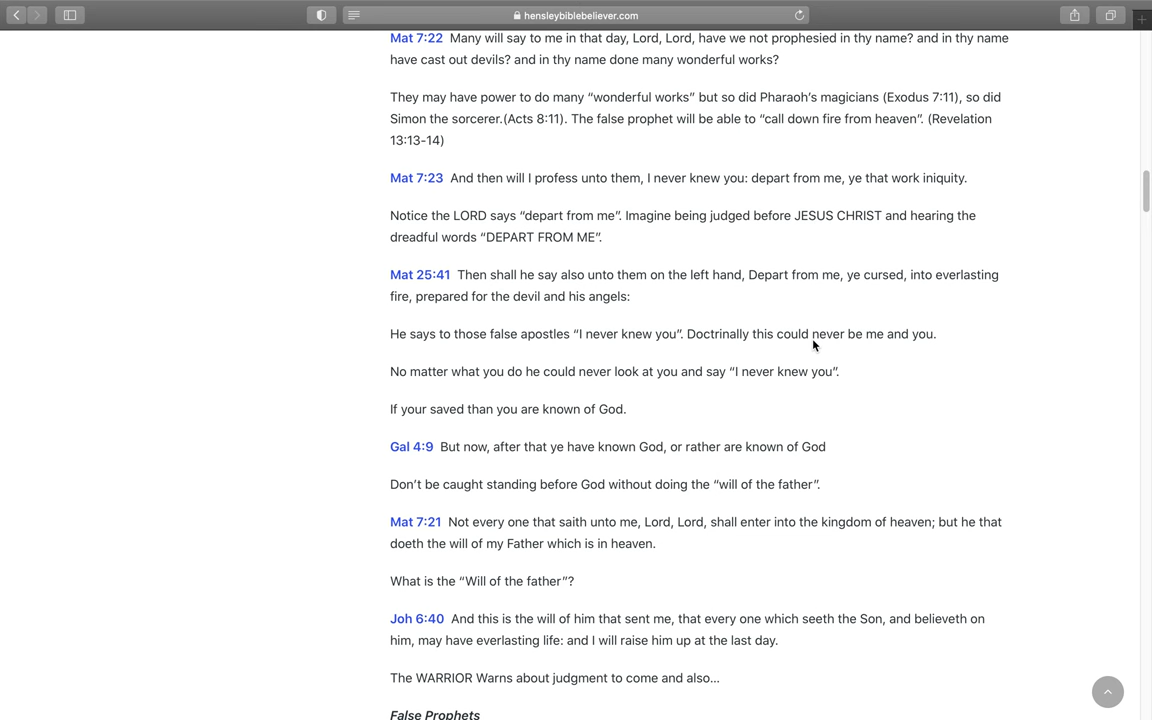 hensleybiblebeliever.com
Mat 7:22 Many will say to me in that day, Lord, Lord, have we not prophesied in thy name? and in thy name
have cast out devils? and in thy name done many wonderful works?
They may have power to do many “wonderful works” but so did Pharaoh’s magicians (Exodus 7:11), so did
Simon the sorcerer.(Acts 8:11). The false prophet will be able to “call down fire from heaven”. (Revelation
13:13-14)
Mat 7:23 And then will I profess unto them, I never knew you: depart from me, ye that work iniquity.
Notice the LORD says “depart from me”. Imagine being judged before JESUS CHRIST and hearing the
dreadful words “DEPART FROM ME”.
Mat 25:41 Then shall he say also unto them on the left hand, Depart from me, ye cursed, into everlasting
fire, prepared for the devil and his angels:
He says to those false apostles “I never knew you”. Doctrinally this could never be me and you.
No matter what you do he could never look at you and say “I never knew you”.
If your saved than you are known of God.
Gal 4:9 But now, after that ye have known God, or rather are known of God
Don’t be caught standing before God without doing the “will of the father”.
Mat 7:21 Not every one that saith unto me, Lord, Lord, shall enter into the kingdom of heaven; but he that
doeth the will of my Father which is in heaven.
What is the “Will of the father”?
Joh 6:40 And this is the will of him that sent me, that every one which seeth the Son, and believeth on
him, may have everlasting life: and I will raise him up at the last day.
The WARRIOR Warns about judgment to come and also…
False Prophets